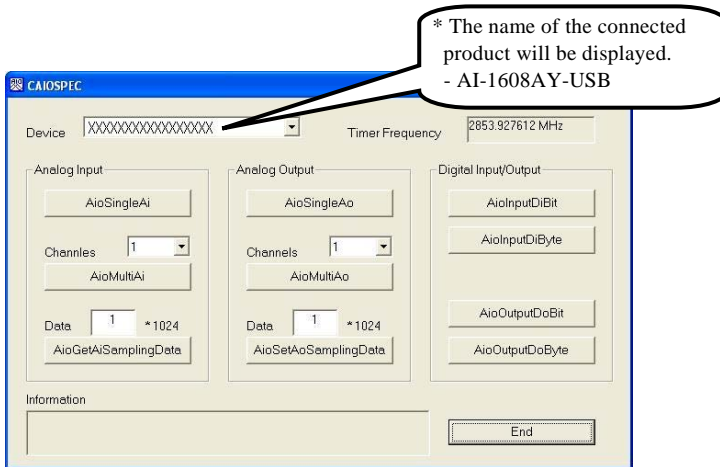 * The name of the connected
product will be displayed.
- AI-1608AY-USB
CAIOSPEC
Device XXXXXXXXXXXXXXXXX Timer Frequency 2853.927612 MHz
Analog Input Analog Output Digital Input/Output
AioSingleAi AioSingleAo AioInputDiBit
Channles 1 Channels 1 AioInputDiByte
AioMultiAi AioMultiAo
Data 1 *1024 Data 1 *1024 AioOutputDoBit
AioGetAiSamplingData AioSetAoSamplingData AioOutputDoByte
Information
End